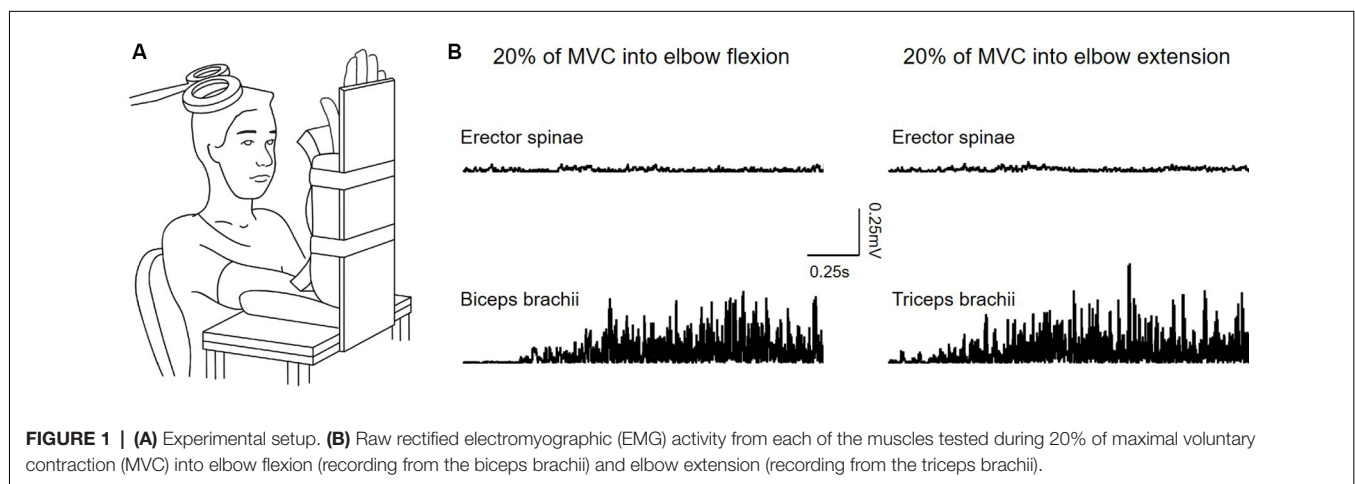 A
B
20% of MVC into elbow flexion
20% of MVC into elbow extension
Erector spinae
Erector spinae
0.25mV
0.25s
Biceps brachii
Triceps brachii
FIGURE 1 | (A) Experimental setup. (B) Raw rectified electromyographic (EMG) activity from each of the muscles tested during 20% of maximal voluntary
contraction (MVC) into elbow flexion (recording from the biceps brachii) and elbow extension (recording from the triceps brachii).